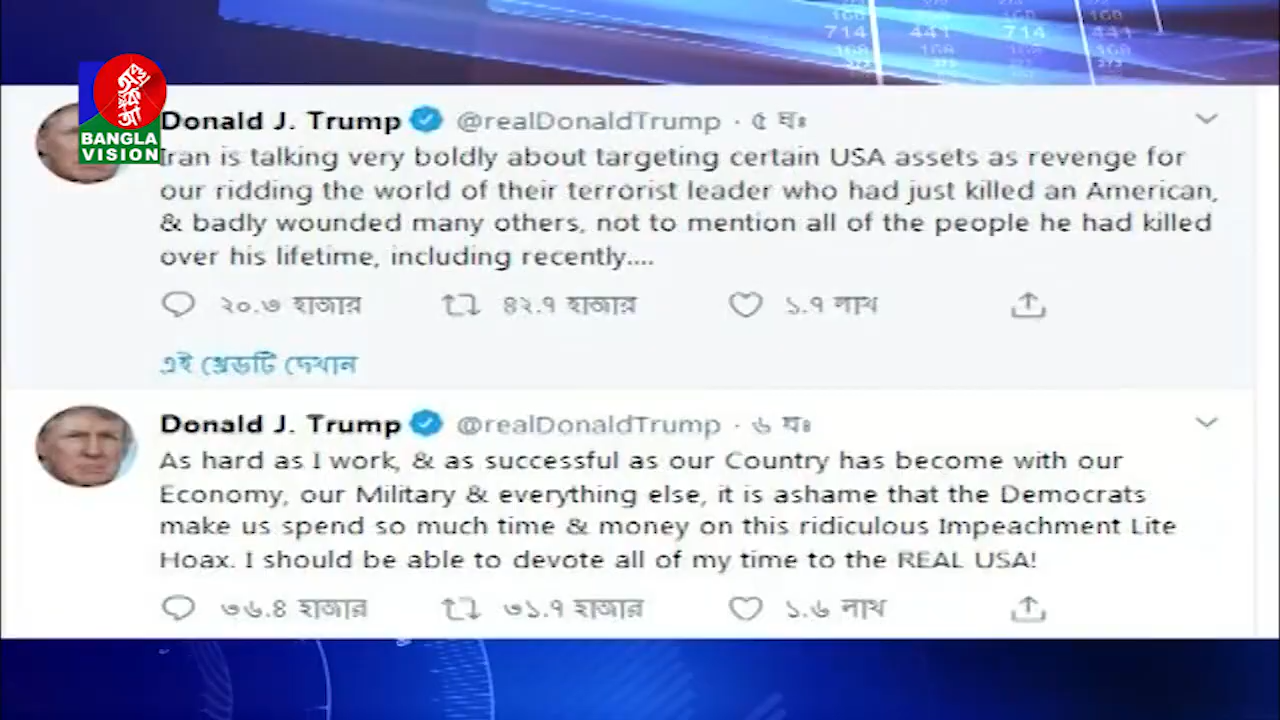 714 441 714 441
বাংলাভিশন
BANGLA
VISION
Donald J. Trump @realDonaldTrump · ৫ ঘঃ
Iran is talking very boldly about targeting certain USA assets as revenge for
our ridding the world of their terrorist leader who had just killed an American,
& badly wounded many others, not to mention all of the people he had killed
over his lifetime, including recently....
২০.৩ হাজার ৪২.৭ হাজার ১.৭ লাখ
এই থ্রেডটি দেখান
Donald J. Trump @realDonaldTrump · ৬ ঘঃ
As hard as I work, & as successful as our Country has become with our
Economy, our Military & everything else, it is ashame that the Democrats
make us spend so much time & money on this ridiculous Impeachment Lite
Hoax. I should be able to devote all of my time to the REAL USA!
৩৬.৪ হাজার ৩১.৭ হাজার ১.৬ লাখ